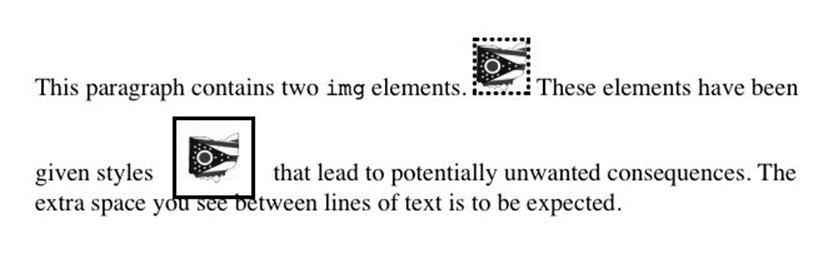 This paragraph contains two img elements. These elements have been
given styles that lead to potentially unwanted consequences. The
extra space you see between lines of text is to be expected.